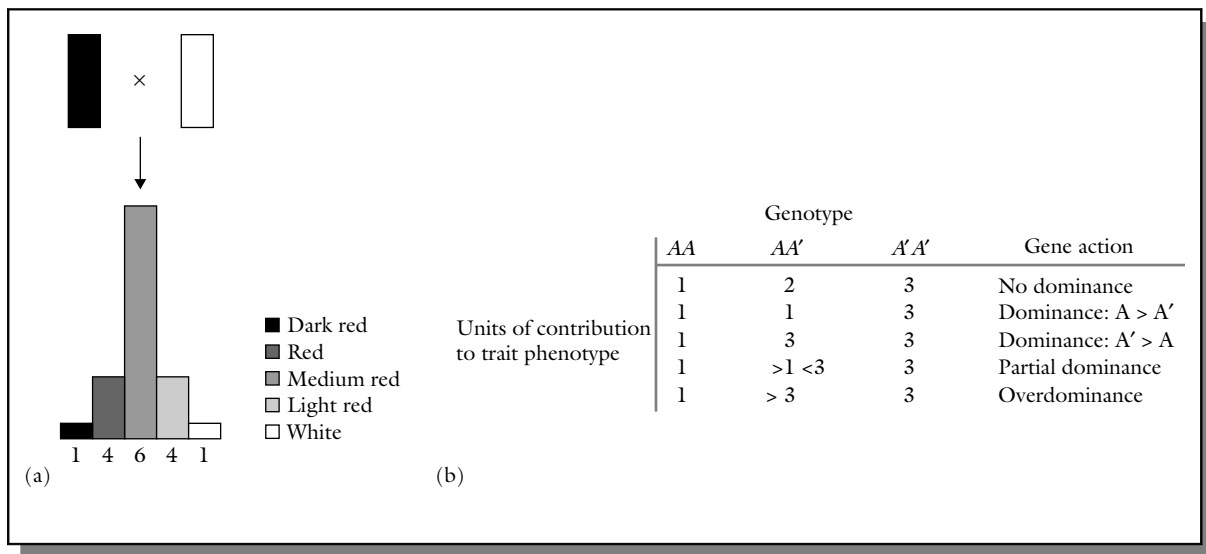 ×
Dark red
Red
Medium red
Light red
White
1 4 6 4 1
(a)
Genotype
AA AA′ A′A′ Gene action
Units of contribution
to trait phenotype
1 2 3 No dominance
1 1 3 Dominance: A > A′
1 3 3 Dominance: A′ > A
1 >1 <3 3 Partial dominance
1 > 3 3 Overdominance
(b)